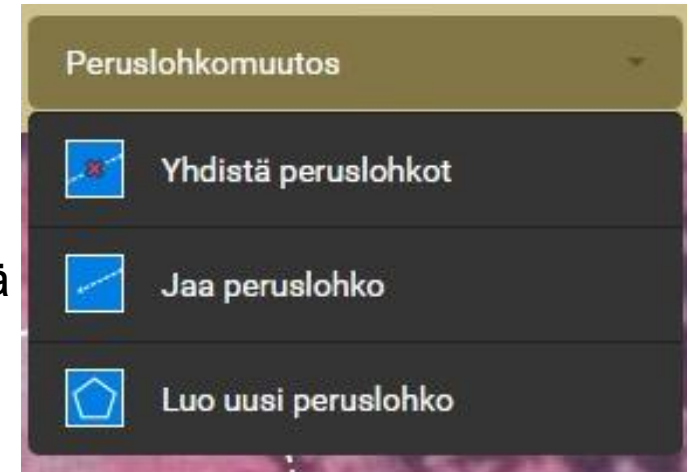 Peruslohkomuutos
Yhdistä peruslohkot
ä
Jaa peruslohko
Luo uusi peruslohko